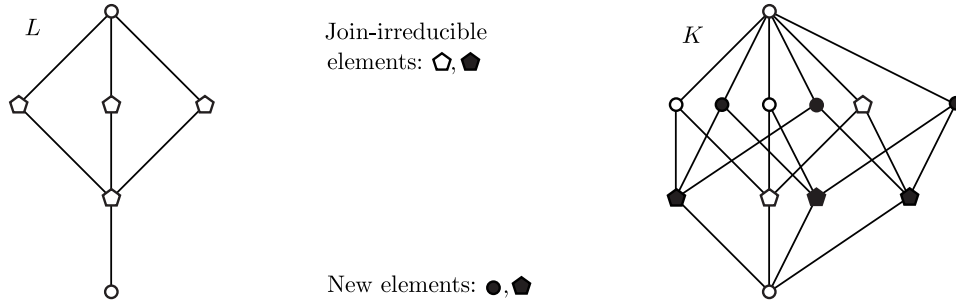 L
Join-irreducible
elements: ,
K
New elements: ,